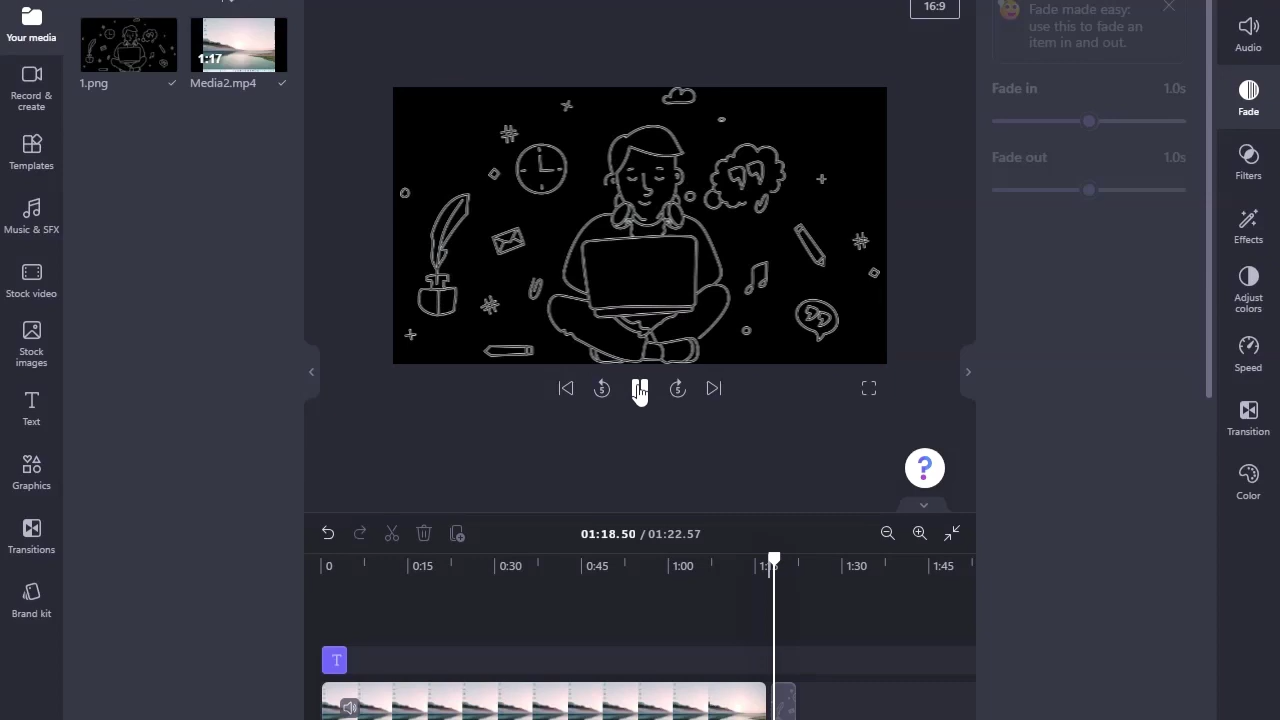 Your media
Record &
create
Templates
Music & SFX
Stock video
Stock
images
Text
Graphics
Transitions
Brand kit
1:17
1.png
Media2.mp4
16:9
5
5
?
Fade made easy:
use this to fade an
item in and out.
Fade in
1.0s
Fade out
1.0s
Audio
Fade
Filters
Effects
Adjust
colors
Speed
Transition
Color
01:18.50 / 01:22.57
0
0:15
0:30
0:45
1:00
1:30
1:45
T